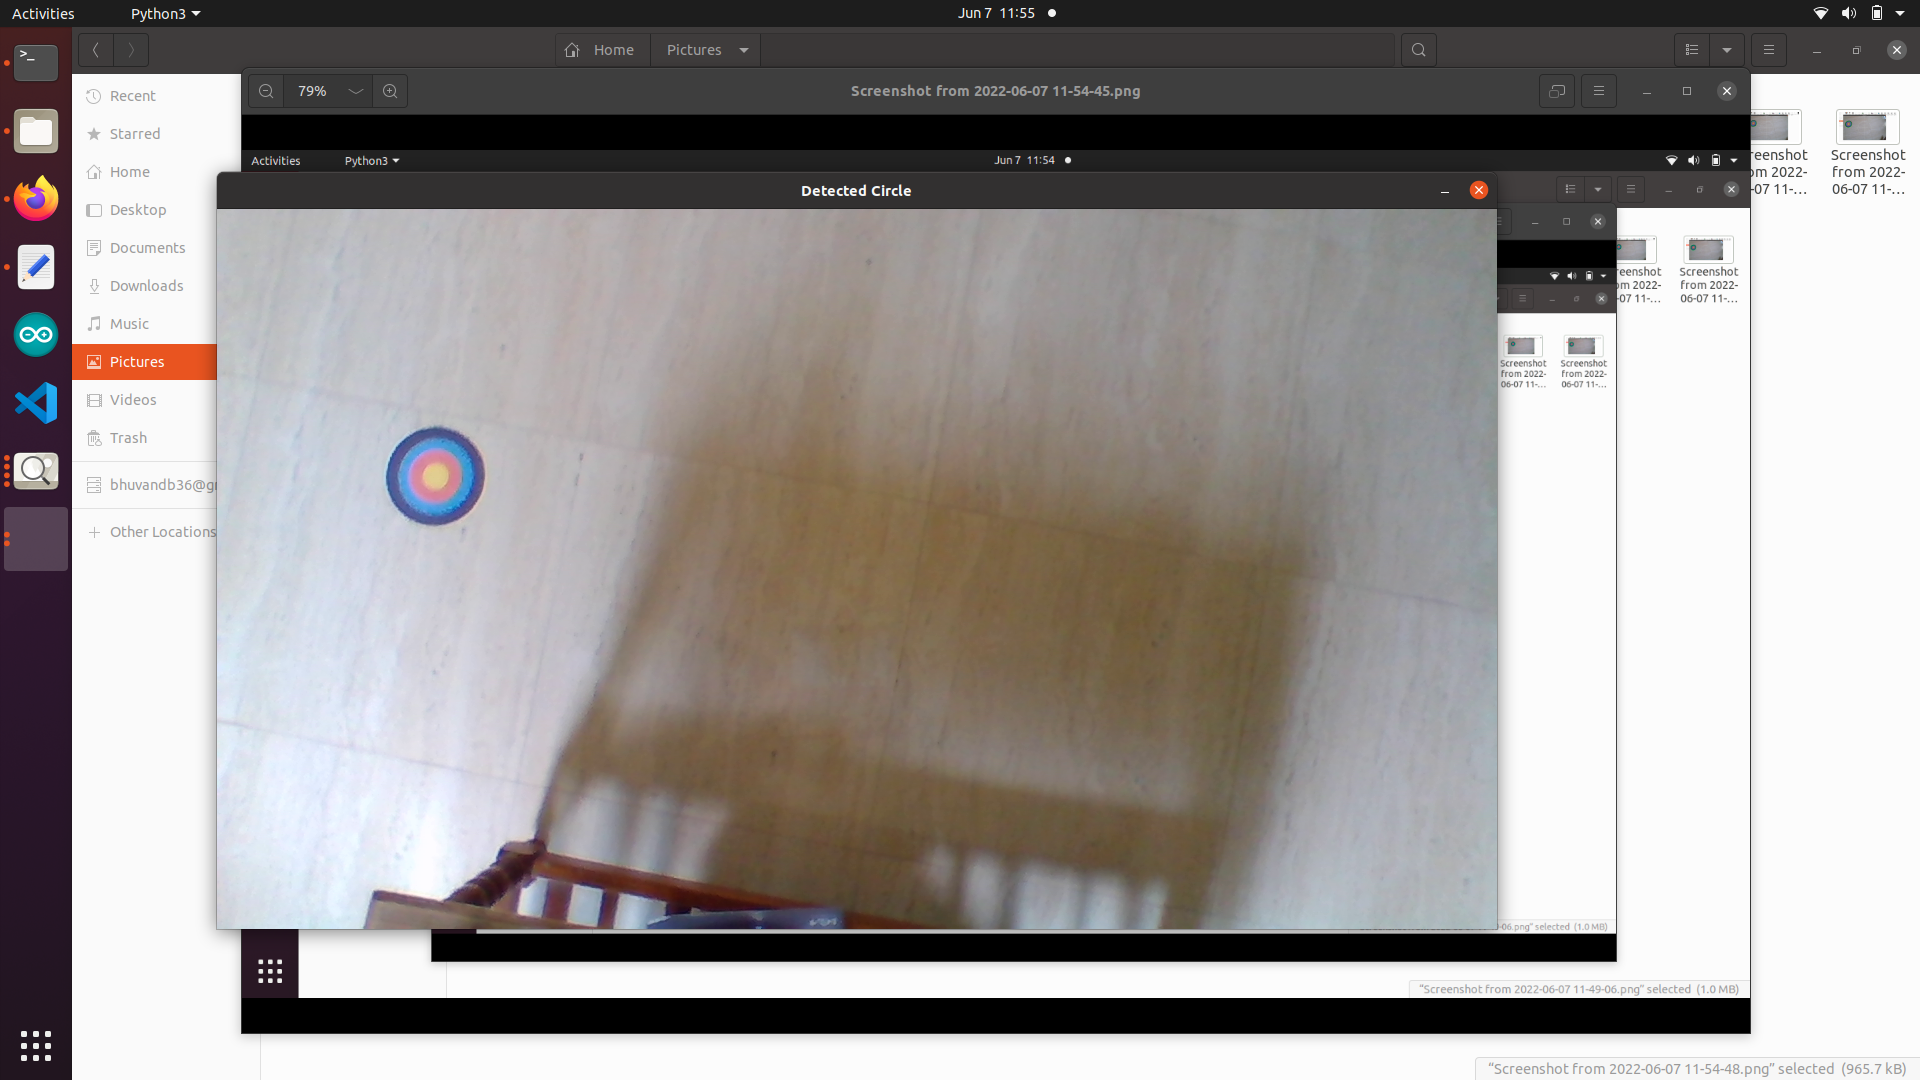 Activities
Python3
Jun 7 11:55
Home
Pictures
79%
Screenshot from 2022-06-07 11-54-45.png
Recent
Starred
Home
Desktop
Documents
Downloads
Music
Pictures
Videos
Trash
bhuvandb36@g
Other Locations
Activities
Python3
Jun 7 11:54
Detected Circle
Screenshot
from 2022-
06-07 11-...
reenshot
om 2022-
-07 11-...
reenshot
om 2022-
-07 11-...
Screenshot
from 2022-
06-07 11-...
Screenshot
from 2022-
06-07 11-...
Screenshot
from 2022-
06-07 11-...
-06.png" selected (1.0 MB)
"Screenshot from 2022-06-07 11-49-06.png" selected (1.0 MB)
"Screenshot from 2022-06-07 11-54-48.png" selected (965.7 kB)